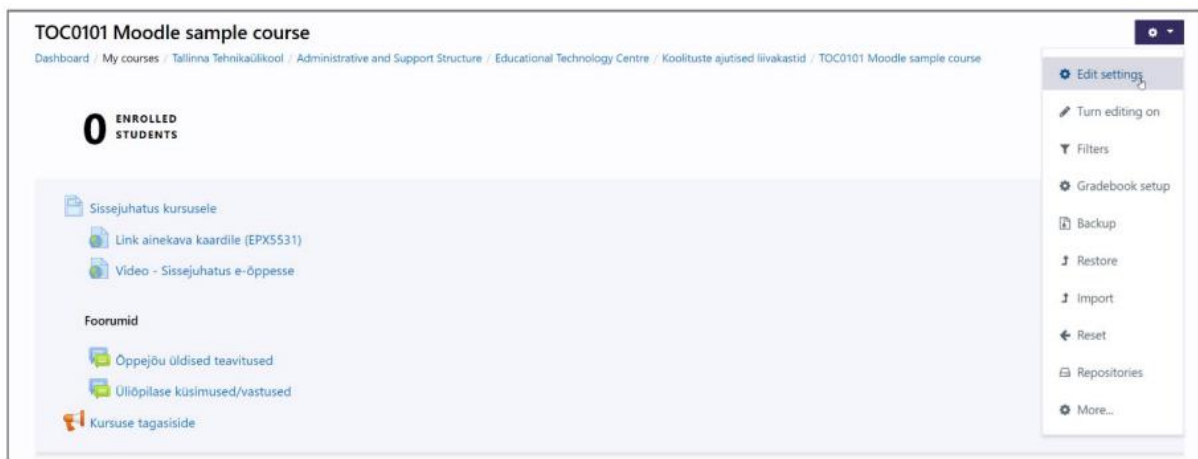 TOC0101 Moodle sample course
Dashboard / My courses / Tallinna Tehnikaülikool / Administrative and Support Structure / Educational Technology Centre / Koolituste ajutised liivakastid / TOC0101 Moodle sample course
0 ENROLLED
STUDENTS
Sissejuhatus kursusele
Link ainekava kaardile (EPX5531)
Video - Sissejuhatus e-õppesse
Foorumid
Õppejõu üldised teavitused
Üliõpilase küsimused/vastused
Kursuse tagasiside
Edit settings
Turn editing on
Filters
Gradebook setup
Backup
Restore
Import
Reset
Repositories
More...